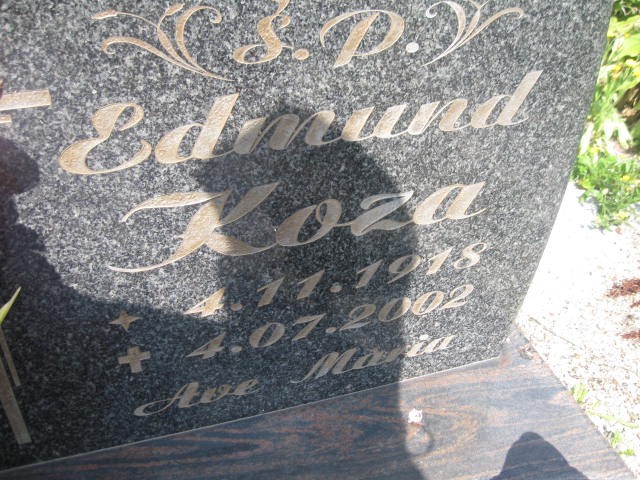 Ś.P.
Edmund
Koza
4.11.1918
4.07.2002
Ave Maria